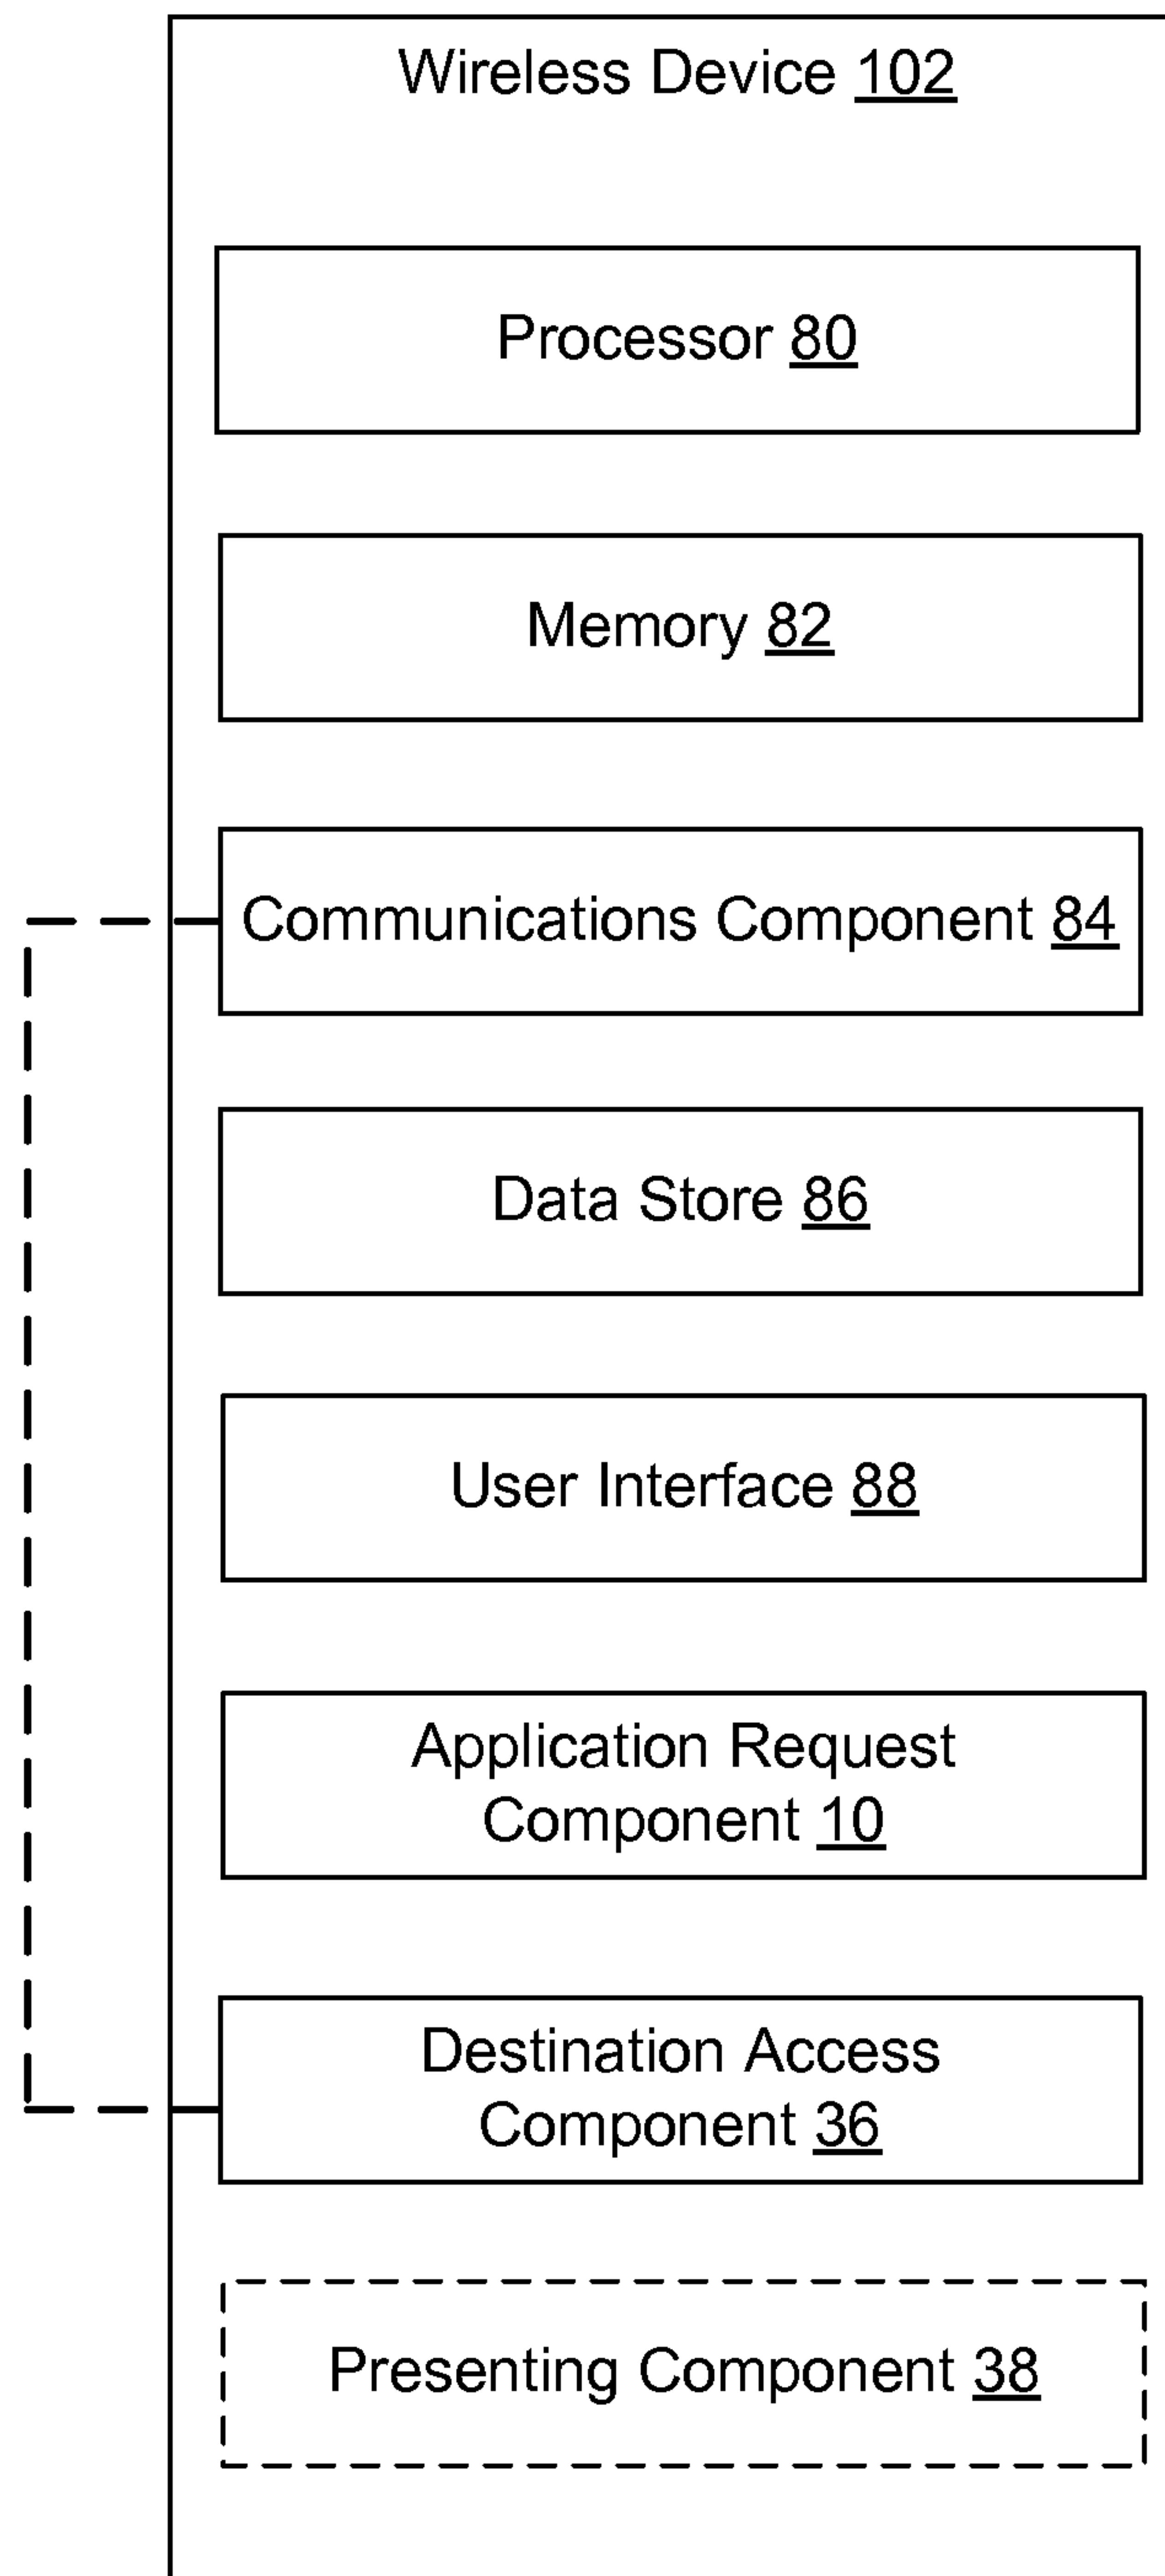 Wireless Device 102
Processor 80
Memory 82
Communications Component 84
Data Store 86
User Interface 88
Application Request
Component 10
Destination Access
Component 36
Presenting Component 38